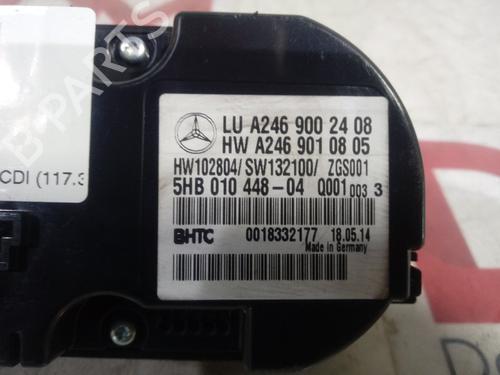 LU A246 900 24 08
HW A246 901 08 05
HW102804/SW132100/ ZGS001
5HB 010 448-04 Q001 003 3
BHTC 0018332177 18.05.14
Made in Germany
CDI (117.3